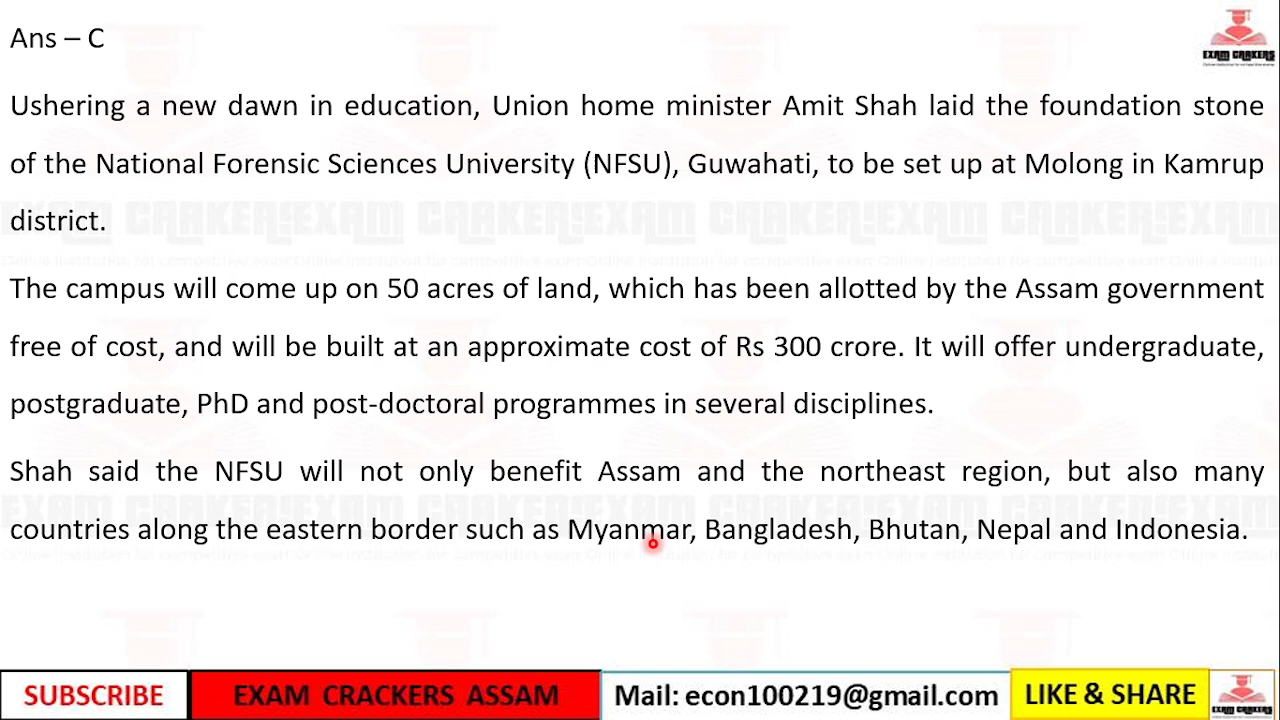 Ans – C
EXAM CRAKERS
Ushering a new dawn in education, Union home minister Amit Shah laid the foundation stone
of the National Forensic Sciences University (NFSU), Guwahati, to be set up at Molong in Kamrup
district.
The campus will come up on 50 acres of land, which has been allotted by the Assam government
free of cost, and will be built at an approximate cost of Rs 300 crore. It will offer undergraduate,
postgraduate, PhD and post-doctoral programmes in several disciplines.
Shah said the NFSU will not only benefit Assam and the northeast region, but also many
countries along the eastern border such as Myanmar, Bangladesh, Bhutan, Nepal and Indonesia.
SUBSCRIBE EXAM CRACKERS ASSAM Mail: econ100219@gmail.com LIKE & SHARE EXAM CRAKERS